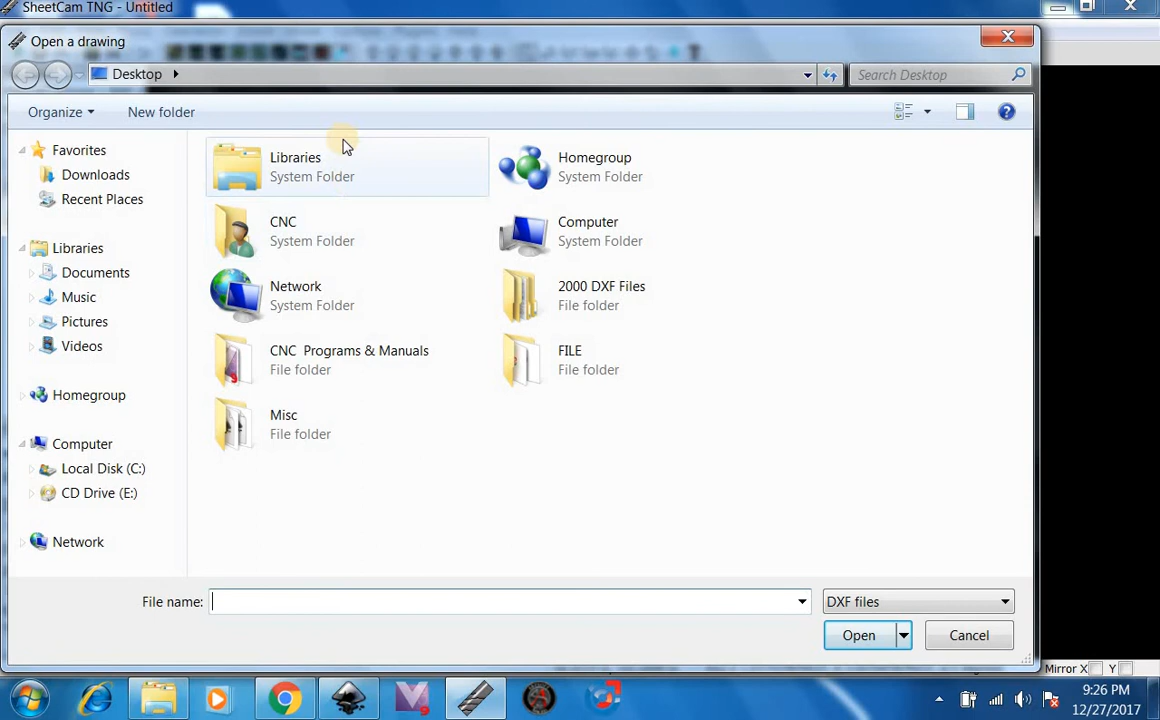 SheetCam TNG - Untitled
Open a drawing
Desktop
Search Desktop
Organize
New folder
Favorites
Downloads
Recent Places
Libraries
Documents
Music
Pictures
Videos
Homegroup
Computer
Local Disk (C:)
CD Drive (E:)
Network
Libraries
System Folder
Homegroup
System Folder
CNC
System Folder
Computer
System Folder
Network
System Folder
2000 DXF Files
File folder
CNC Programs & Manuals
File folder
FILE
File folder
Misc
File folder
File name:
DXF files
Open
Cancel
Mirror X
Y
9:26 PM
12/27/2017